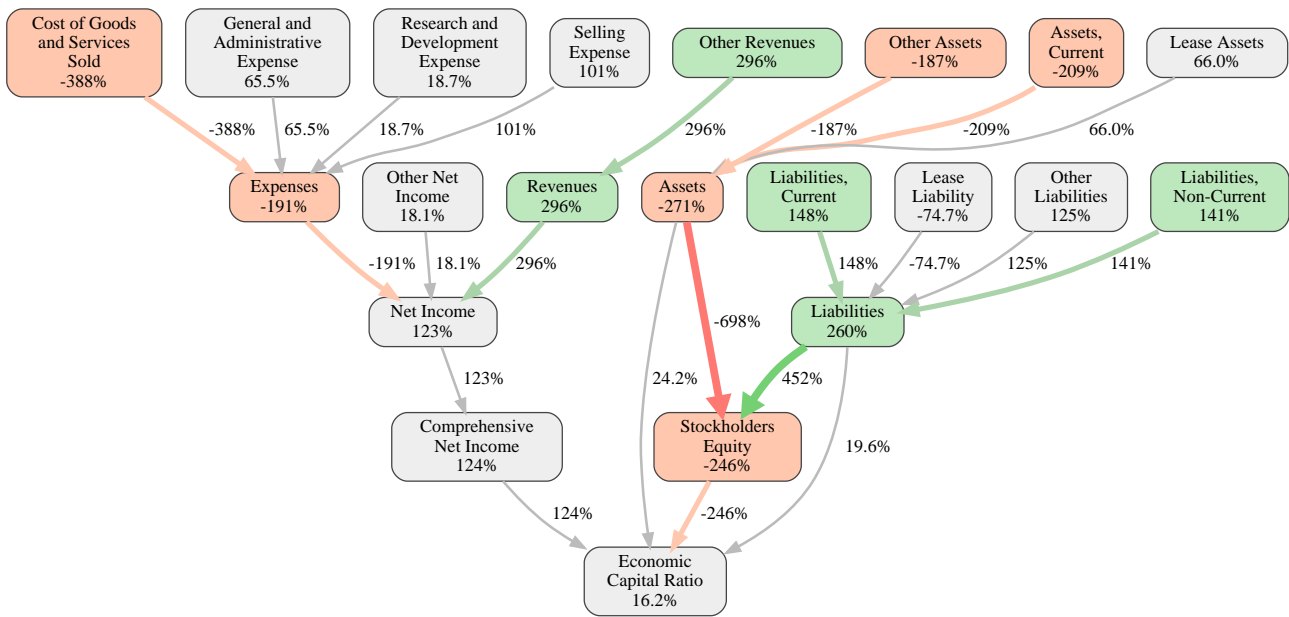 Cost of Goods
and Services
Sold
-388%
General and
Administrative
Expense
65.5%
Research and
Development
Expense
18.7%
Selling
Expense
101%
Other Revenues
296%
Other Assets
-187%
Assets,
Current
-209%
Lease Assets
66.0%
-388%
65.5%
18.7%
101%
296%
-187%
-209%
66.0%
Expenses
-191%
Other Net
Income
18.1%
Revenues
296%
Assets
-271%
Liabilities,
Current
148%
Lease
Liability
-74.7%
Other
Liabilities
125%
Liabilities,
Non-Current
141%
-191%
18.1%
296%
148%
-74.7%
125%
141%
Net Income
123%
-698%
Liabilities
260%
123%
24.2%
452%
Comprehensive
Net Income
124%
Stockholders
Equity
-246%
19.6%
124%
-246%
Economic
Capital Ratio
16.2%